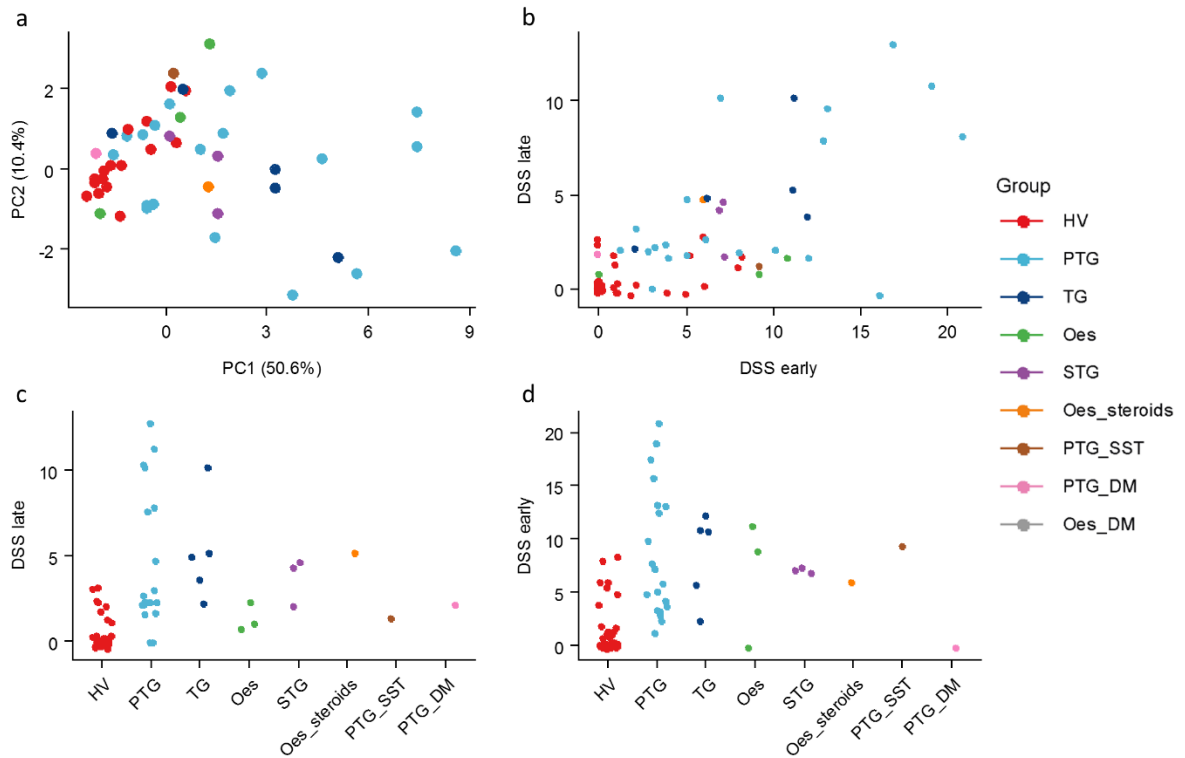 a
PC2 (10.4%)
2
0
-2
0
3
6
9
PC1 (50.6%)
b
DSS late
10
5
0
0
5
10
15
20
DSS early
Group
HV
PTG
TG
Oes
STG
Oes_steroids
PTG_SST
PTG_DM
Oes_DM
c
DSS late
10
5
0
HV
PTG
TG
Oes
STG
Oes_steroids
PTG_SST
PTG_DM
d
DSS early
20
15
10
5
0
HV
PTG
TG
Oes
STG
Oes_steroids
PTG_SST
PTG_DM